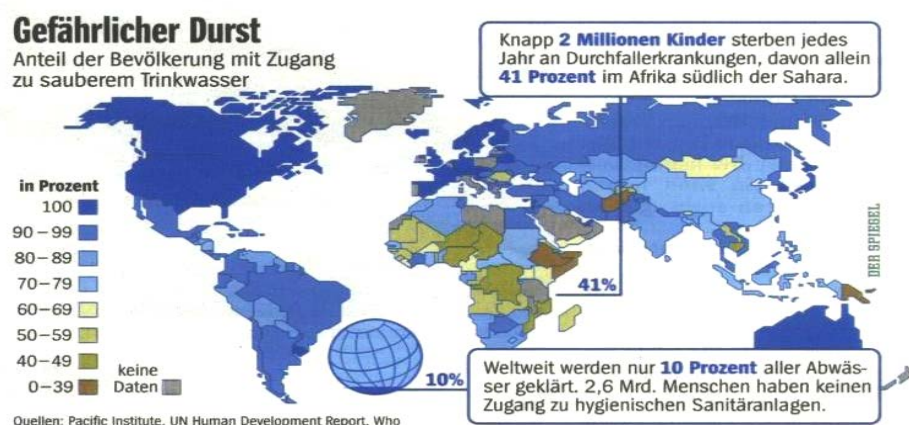 Gefährlicher Durst
Anteil der Bevölkerung mit Zugang
zu sauberem Trinkwasser
Knapp 2 Millionen Kinder sterben jedes
Jahr an Durchfallerkrankungen, davon allein
41 Prozent im Afrika südlich der Sahara.
in Prozent
100
90–99
80–89
70–79
60–69
50–59
40–49
0–39
keine
Daten
41%
10%
DER SPIEGEL
Weltweit werden nur 10 Prozent aller Abwäs-
ser geklärt. 2,6 Mrd. Menschen haben keinen
Zugang zu hygienischen Sanitäranlagen.
Quellen: Pacific Institute, UN Human Development Report, Who